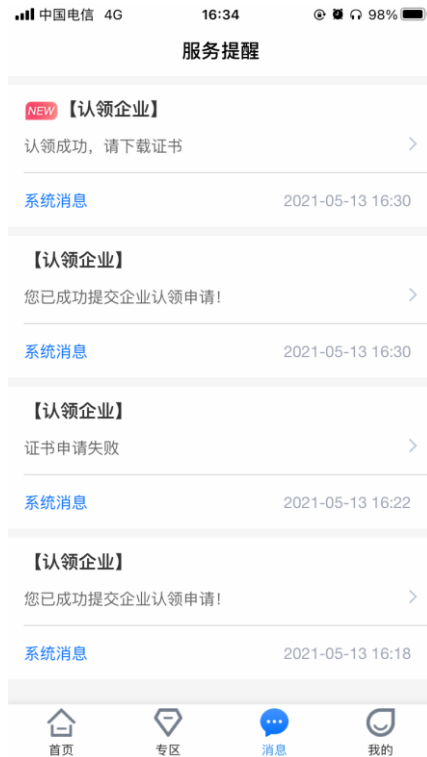 中国电信 4G 16:34 98%
服务提醒
NEW 【认领企业】
认领成功，请下载证书
系统消息 2021-05-13 16:30
【认领企业】
您已成功提交企业认领申请！
系统消息 2021-05-13 16:30
【认领企业】
证书申请失败
系统消息 2021-05-13 16:22
【认领企业】
您已成功提交企业认领申请！
系统消息 2021-05-13 16:18
首页 专区 消息 我的